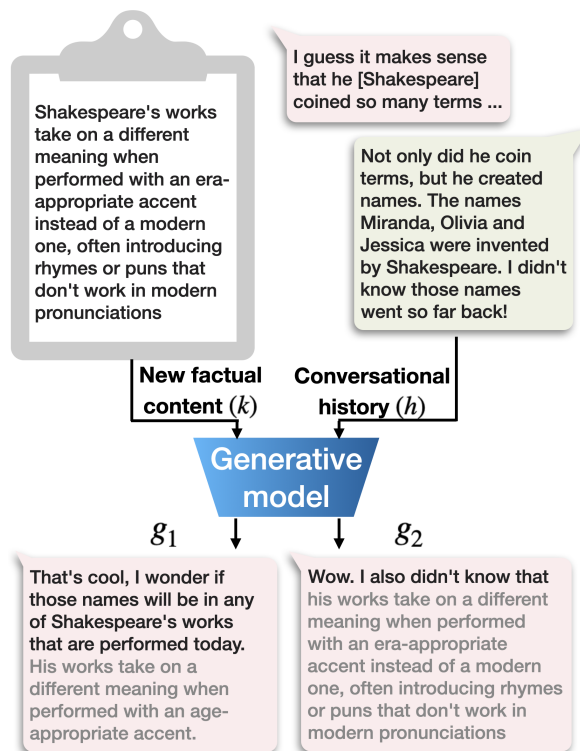 Shakespeare's works
take on a different
meaning when
performed with an era-
appropriate accent
instead of a modern
one, often introducing
rhymes or puns that
don't work in modern
pronunciations
I guess it makes sense
that he [Shakespeare]
coined so many terms ...
Not only did he coin
terms, but he created
names. The names
Miranda, Olivia and
Jessica were invented
by Shakespeare. I didn't
know those names
went so far back!
New factual
content (k)
Conversational
history (h)
Generative
model
g1
g2
That's cool, I wonder if
those names will be in any
of Shakespeare's works
that are performed today.
His works take on a
different meaning when
performed with an age-
appropriate accent.
Wow. I also didn't know that
his works take on a different
meaning when performed
with an era-appropriate
accent instead of a modern
one, often introducing rhymes
or puns that don't work in
modern pronunciations